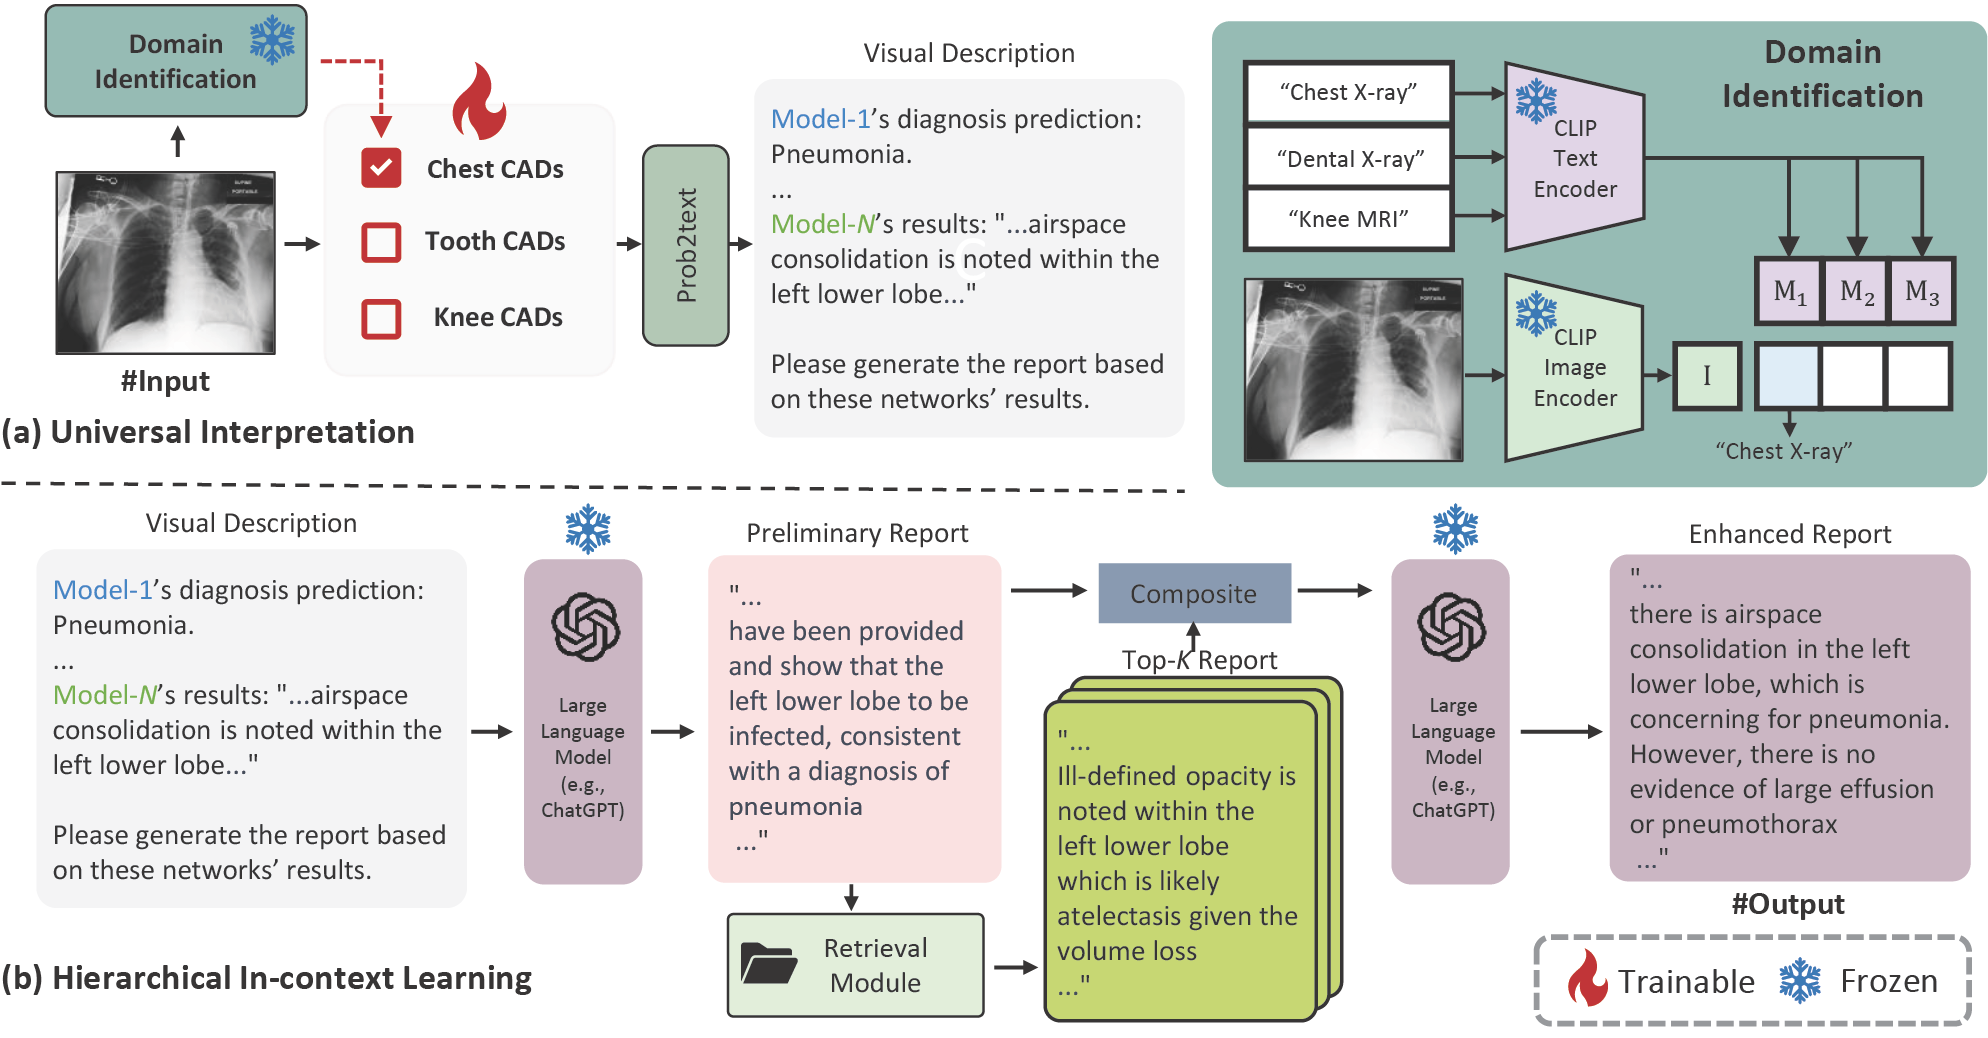 Domain
Identification
#Input
Chest CADs
Tooth CADs
Knee CADs
Prob2text
Visual Description
Model-1's diagnosis prediction:
Pneumonia.
...
Model-N's results: "...airspace
consolidation is noted within the
left lower lobe..."
Please generate the report based
on these networks' results.
C
(a) Universal Interpretation
Domain
Identification
“Chest X-ray”
“Dental X-ray”
“Knee MRI”
CLIP
Text
Encoder
M1
M2
M3
CLIP
Image
Encoder
I
“Chest X-ray”
Visual Description
Model-1's diagnosis prediction:
Pneumonia.
...
Model-N's results: "...airspace
consolidation is noted within the
left lower lobe..."
Please generate the report based
on these networks' results.
Large
Language
Model
(e.g.,
ChatGPT)
Preliminary Report
"...
have been provided
and show that the
left lower lobe to be
infected, consistent
with a diagnosis of
pneumonia
..."
Retrieval
Module
Composite
Top-K Report
"...
Ill-defined opacity is
noted within the
left lower lobe
which is likely
atelectasis given the
volume loss
..."
Large
Language
Model
(e.g.,
ChatGPT)
Enhanced Report
"...
there is airspace
consolidation in the left
lower lobe, which is
concerning for pneumonia.
However, there is no
evidence of large effusion
or pneumothorax
..."
#Output
(b) Hierarchical In-context Learning
Trainable
Frozen